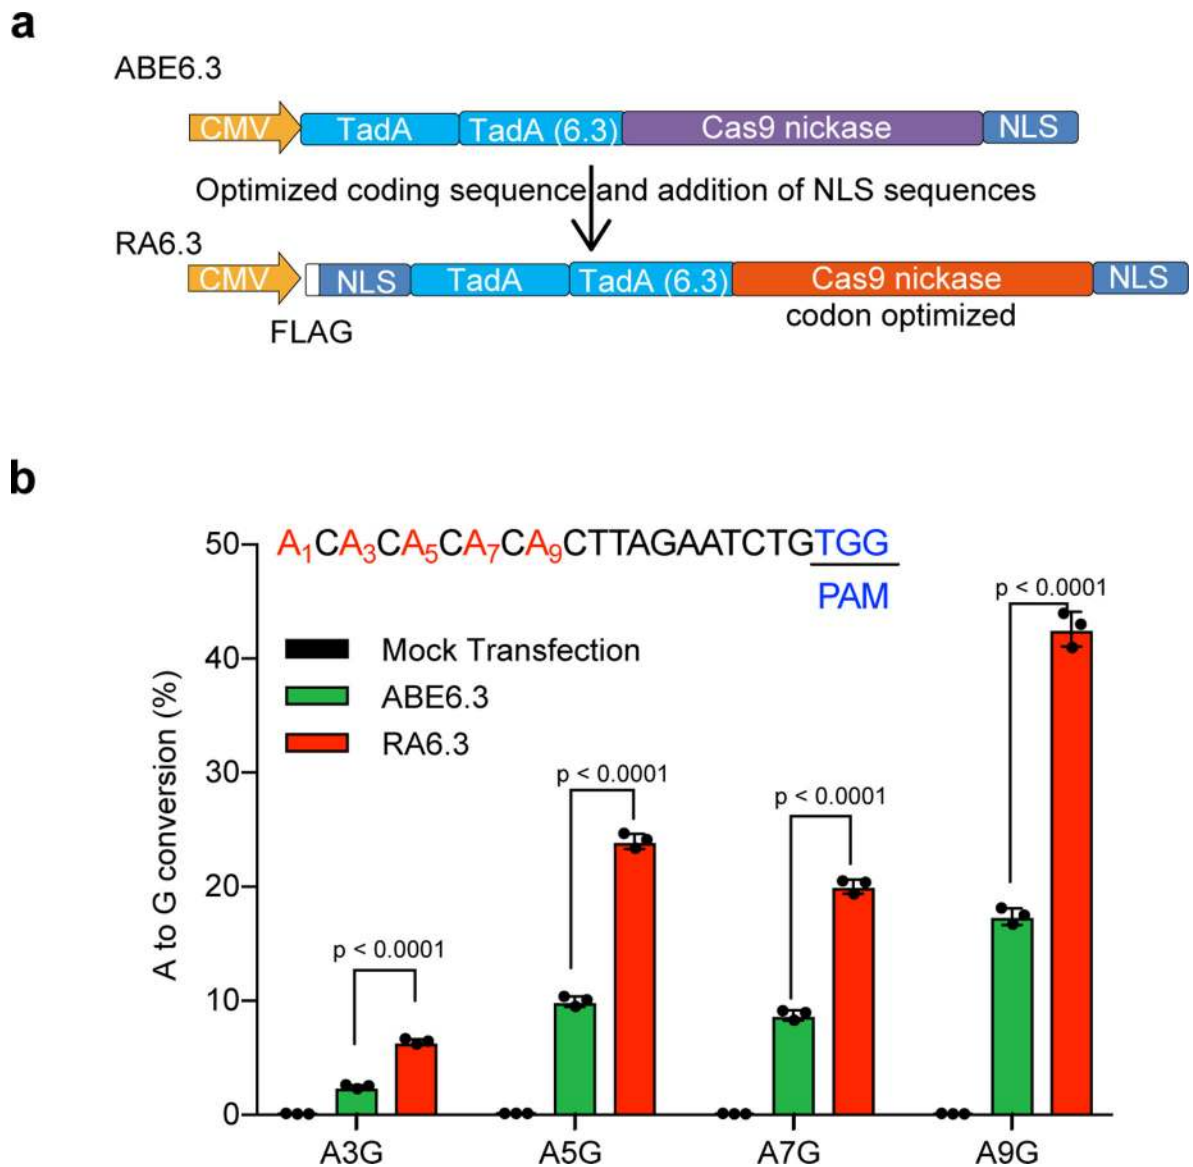 a
ABE6.3
CMV TadA TadA (6.3) Cas9 nickase NLS
Optimized coding sequence and addition of NLS sequences
RA6.3
CMV NLS TadA TadA (6.3) Cas9 nickase NLS
codon optimized
FLAG
b
A1CA3CA5CA7CA9CTTAGAATCTGTGG
PAM
Mock Transfection
ABE6.3
RA6.3
A to G conversion (%)
50
40
30
20
10
0
p < 0.0001
p < 0.0001
p < 0.0001
p < 0.0001
A3G A5G A7G A9G